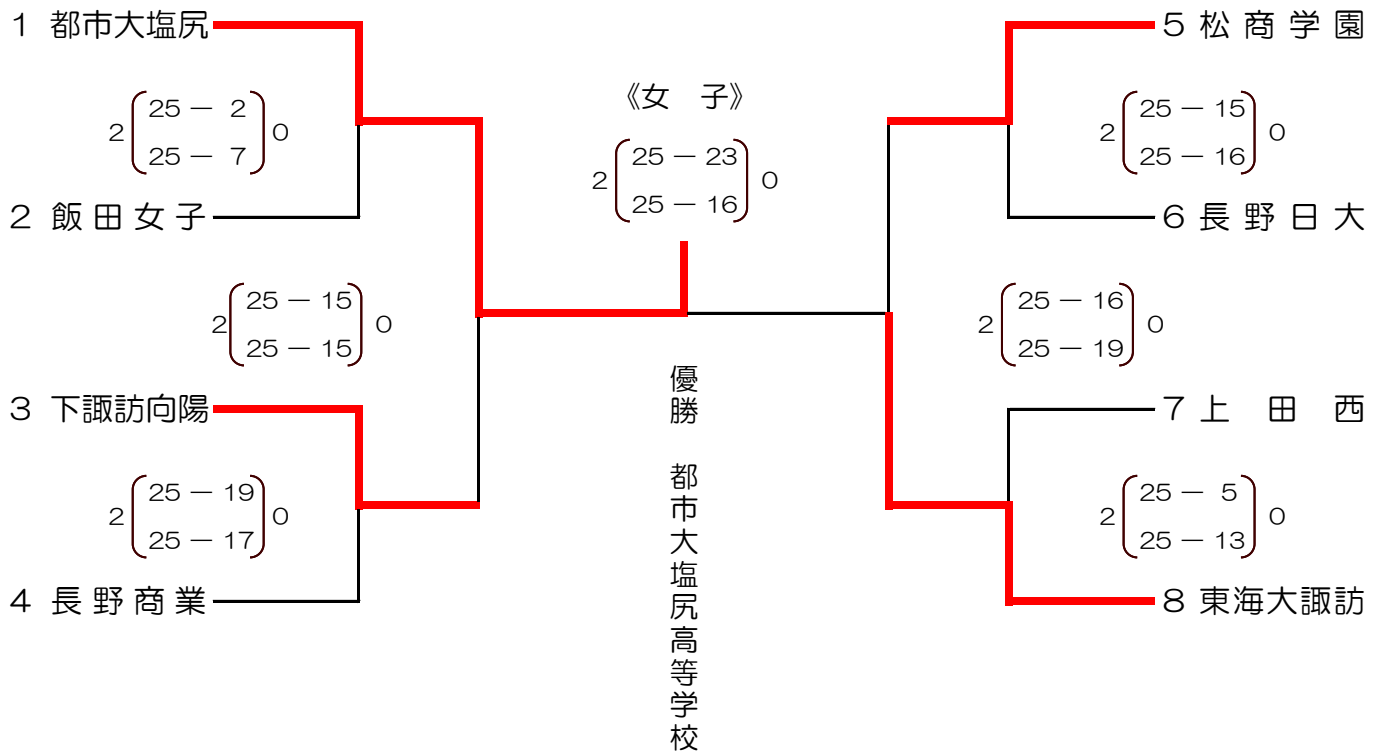 1 都市大塩尻
2 25 － 2 0
25 － 7
2 飯田女子
2 25 － 15 0
25 － 15
3 下諏訪向陽
2 25 － 19 0
25 － 17
4 長野商業
《女　子》
2 25 － 23 0
25 － 16
優勝　都市大塩尻高等学校
5 松商学園
2 25 － 15 0
25 － 16
6 長野日大
2 25 － 16 0
25 － 19
7 上　田　西
2 25 － 5 0
25 － 13
8 東海大諏訪